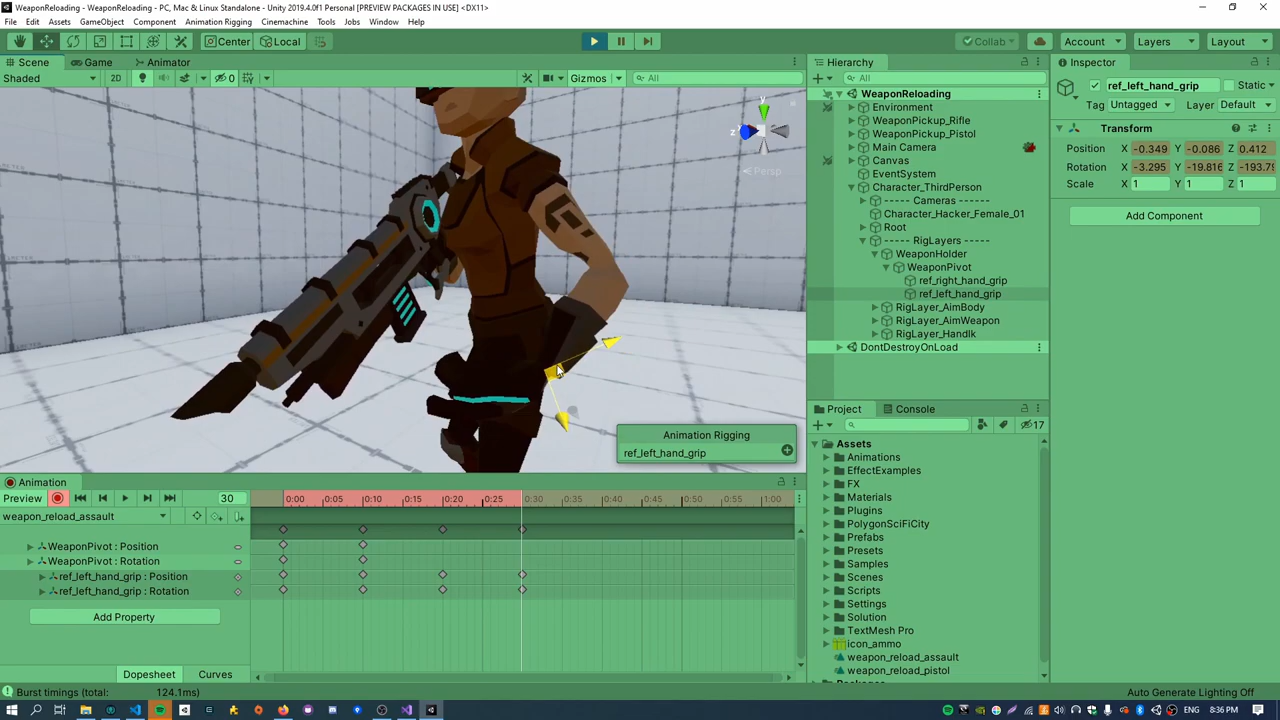 WeaponReloading - WeaponReloading - PC, Mac & Linux Standalone - Unity 2019.4.0f1 Personal [PREVIEW PACKAGES IN USE] <DX11>
File Edit Assets GameObject Component Animation Rigging Cinemachine Tools Jobs Window Help
Center Local Collab Account Layers Layout
Scene Game Animator
Shaded 2D 0 Gizmos All
y
z
Persp
Animation Rigging
ref_left_hand_grip
Hierarchy
All
WeaponReloading
Environment
WeaponPickup_Rifle
WeaponPickup_Pistol
Main Camera
Canvas
EventSystem
Character_ThirdPerson
----- Cameras ------
Character_Hacker_Female_01
Root
----- RigLayers -----
WeaponHolder
WeaponPivot
ref_right_hand_grip
ref_left_hand_grip
RigLayer_AimBody
RigLayer_AimWeapon
RigLayer_HandIk
DontDestroyOnLoad
Inspector
ref_left_hand_grip Static
Tag Untagged Layer Default
Transform
Position X -0.349 Y -0.086 Z 0.412
Rotation X -3.295 Y -19.816 Z -193.79
Scale X 1 Y 1 Z 1
Add Component
Project Console
17
Assets
Animations
EffectExamples
FX
Materials
Plugins
PolygonSciFiCity
Prefabs
Presets
Samples
Scenes
Scripts
Settings
Solution
TextMesh Pro
icon_ammo
weapon_reload_assault
weapon_reload_pistol
Animation
Preview 30 0:00 0:05 0:10 0:15 0:20 0:25 0:30 0:35 0:40 0:45 0:50 0:55 1:00
weapon_reload_assault
WeaponPivot : Position
WeaponPivot : Rotation
ref_left_hand_grip : Position
ref_left_hand_grip : Rotation
Add Property
Dopesheet Curves
Burst timings (total: 124.1ms)
Auto Generate Lighting Off
ENG 8:36 PM